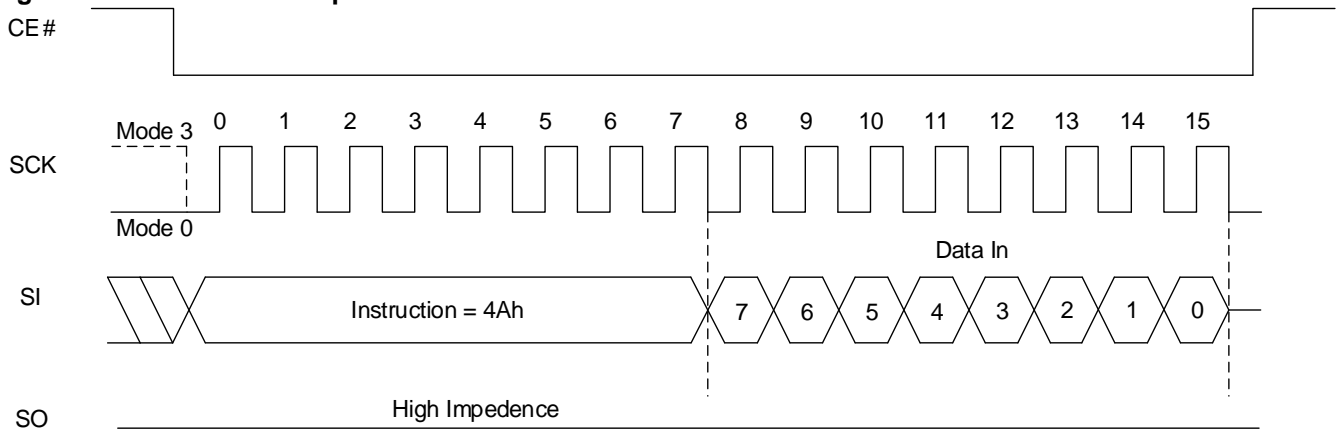 CE#
Mode 3
0 1 2 3 4 5 6 7 8 9 10 11 12 13 14 15
SCK
Mode 0
Data In
SI
Instruction = 4Ah
7 6 5 4 3 2 1 0
High Impedence
SO